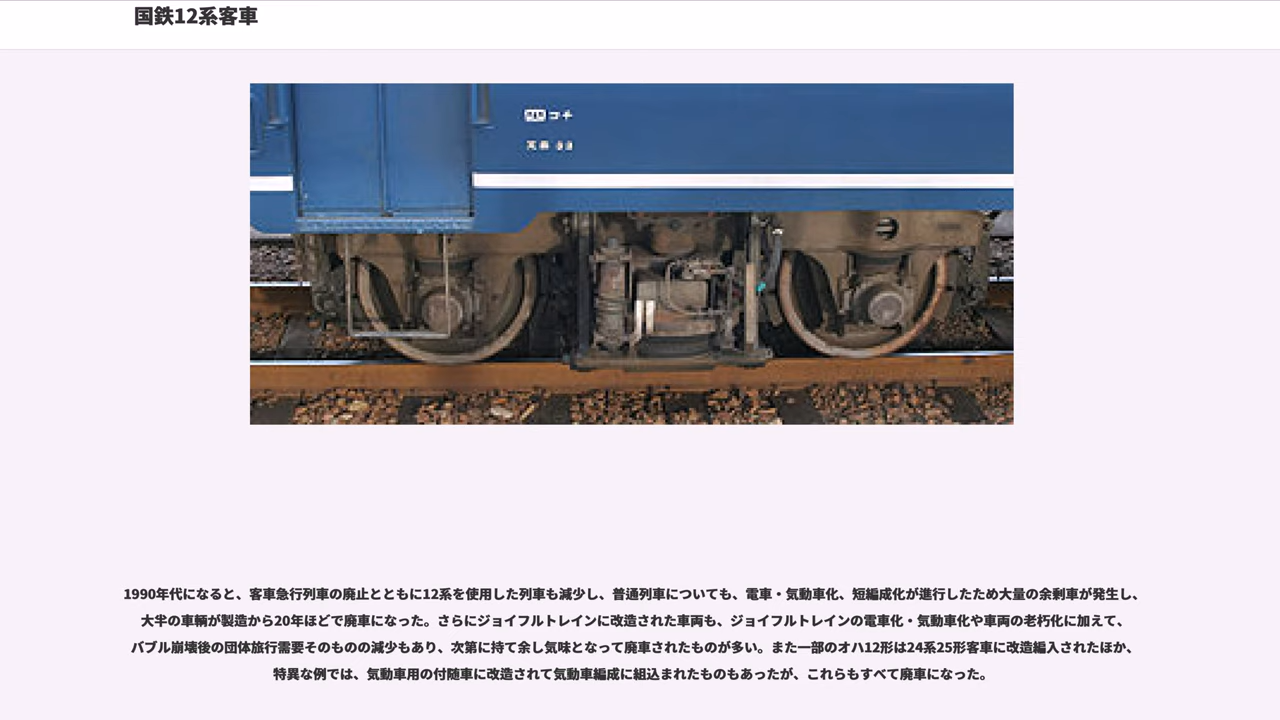 国鉄12系客車
コチ
1990年代になると、客車急行列車の廃止とともに12系を使用した列車も減少し、普通列車についても、電車・気動車化、短編成化が進行したため大量の余剰車が発生し、
大半の車輌が製造から20年ほどで廃車になった。さらにジョイフルトレインに改造された車両も、ジョイフルトレインの電車化・気動車化や車両の老朽化に加えて、
バブル崩壊後の団体旅行需要そのものの減少もあり、次第に持て余し気味となって廃車されたものが多い。また一部のオハ12形は24系25形客車に改造編入されたほか、
特異な例では、気動車用の付随車に改造されて気動車編成に組込まれたものもあったが、これらもすべて廃車になった。